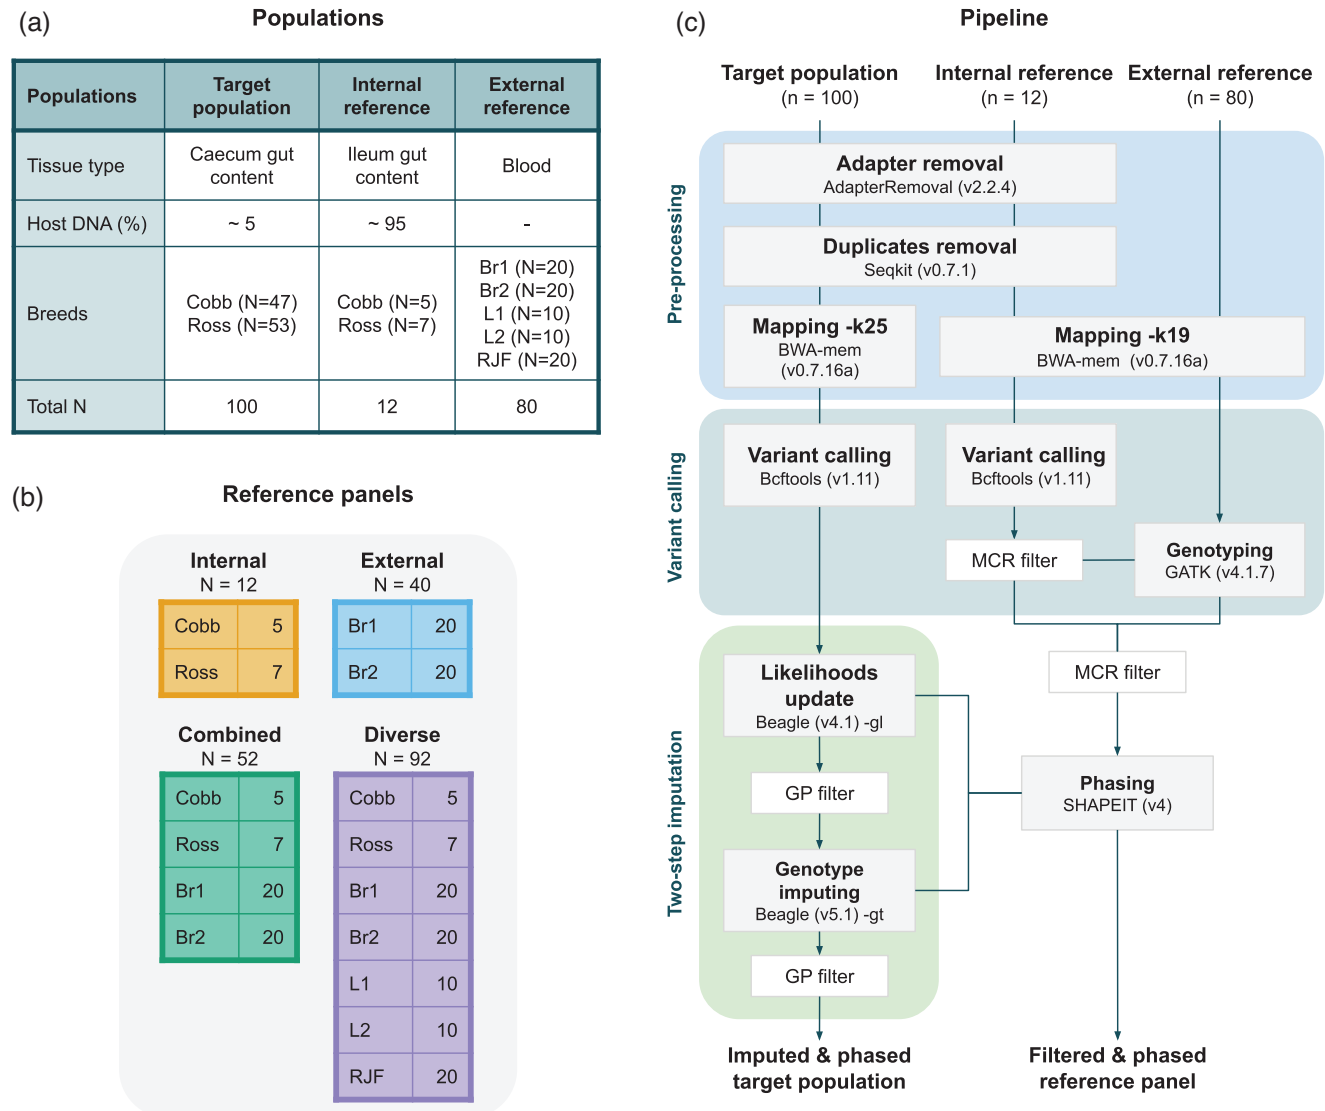 (a)
Populations
Populations
Target
population
Internal
reference
External
reference
Tissue type
Caecum gut
content
Ileum gut
content
Blood
Host DNA (%)
~ 5
~ 95
-
Breeds
Cobb (N=47)
Ross (N=53)
Cobb (N=5)
Ross (N=7)
Br1 (N=20)
Br2 (N=20)
L1 (N=10)
L2 (N=10)
RJF (N=20)
Total N
100
12
80
(b)
Reference panels
Internal
N = 12
Cobb 5
Ross 7
External
N = 40
Br1 20
Br2 20
Combined
N = 52
Cobb 5
Ross 7
Br1 20
Br2 20
Diverse
N = 92
Cobb 5
Ross 7
Br1 20
Br2 20
L1 10
L2 10
RJF 20
(c)
Pipeline
Target population
(n = 100)
Internal reference
(n = 12)
External reference
(n = 80)
Pre-processing
Adapter removal
AdapterRemoval (v2.2.4)
Duplicates removal
Seqkit (v0.7.1)
Mapping -k25
BWA-mem
(v0.7.16a)
Mapping -k19
BWA-mem (v0.7.16a)
Variant calling
Variant calling
Bcftools (v1.11)
Variant calling
Bcftools (v1.11)
MCR filter
Genotyping
GATK (v4.1.7)
MCR filter
Two-step imputation
Likelihoods
update
Beagle (v4.1) -gl
GP filter
Genotype
imputing
Beagle (v5.1) -gt
GP filter
Phasing
SHAPEIT (v4)
Imputed & phased
target population
Filtered & phased
reference panel